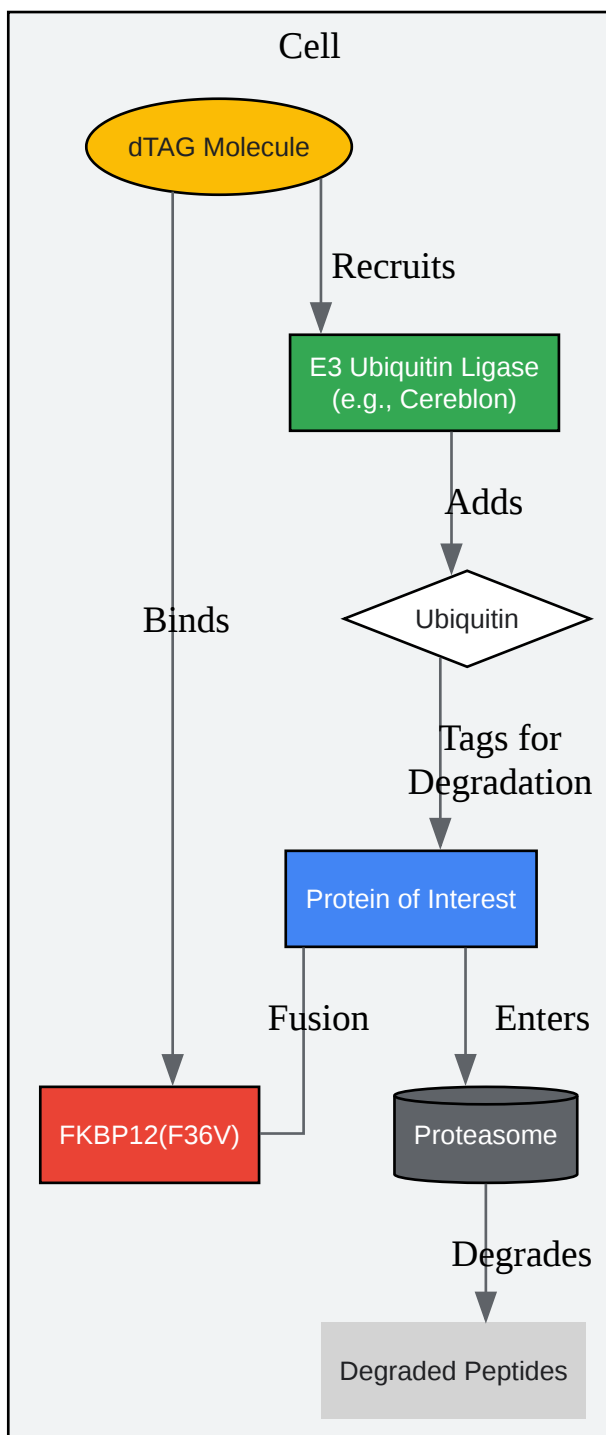 Cell
dTAG Molecule
Recruits
E3 Ubiquitin Ligase
(e.g., Cereblon)
Adds
Binds
Ubiquitin
Tags for
Degradation
Protein of Interest
Fusion
Enters
FKBP12(F36V)
Proteasome
Degrades
Degraded Peptides